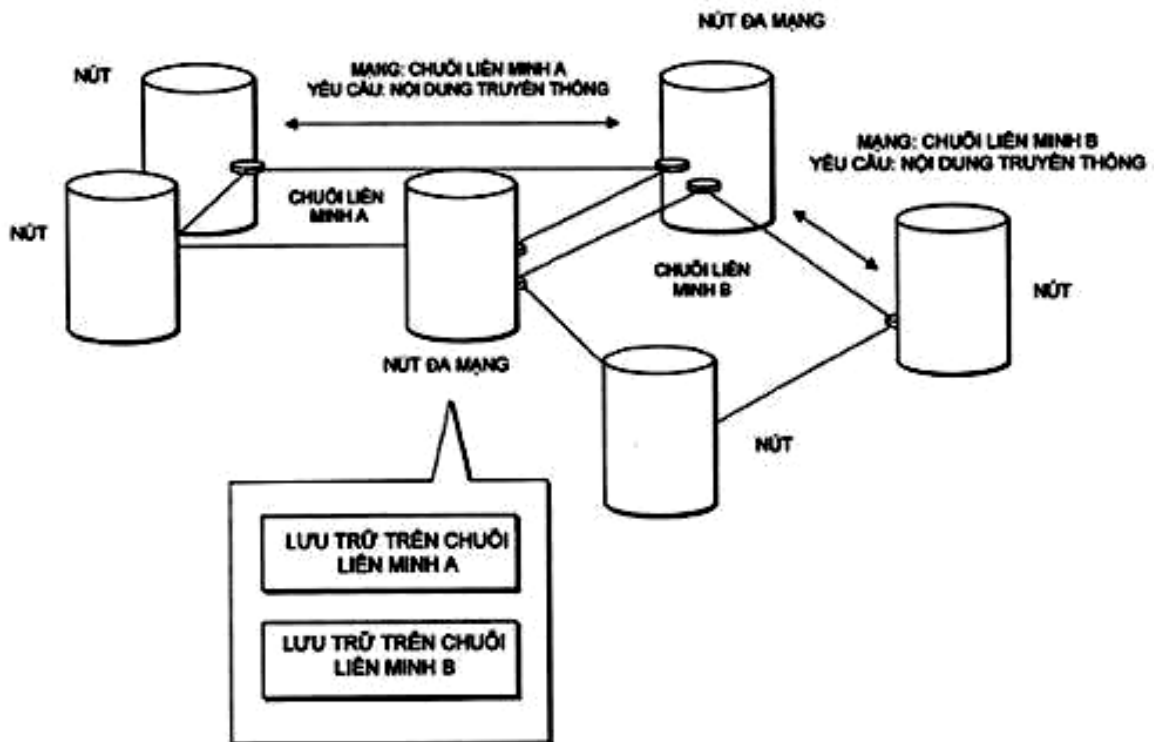 NÚT ĐA MẠNG
NÚT
MẠNG: CHUỖI LIÊN MINH A
YÊU CẦU: NỘI DUNG TRUYỀN THÔNG
MẠNG: CHUỖI LIÊN MINH B
YÊU CẦU: NỘI DUNG TRUYỀN THÔNG
NÚT
CHUỖI LIÊN
MINH A
CHUỖI LIÊN
MINH B
NÚT
NÚT ĐA MẠNG
NÚT
LƯU TRỮ TRÊN CHUỖI
LIÊN MINH A
LƯU TRỮ TRÊN CHUỖI
LIÊN MINH B